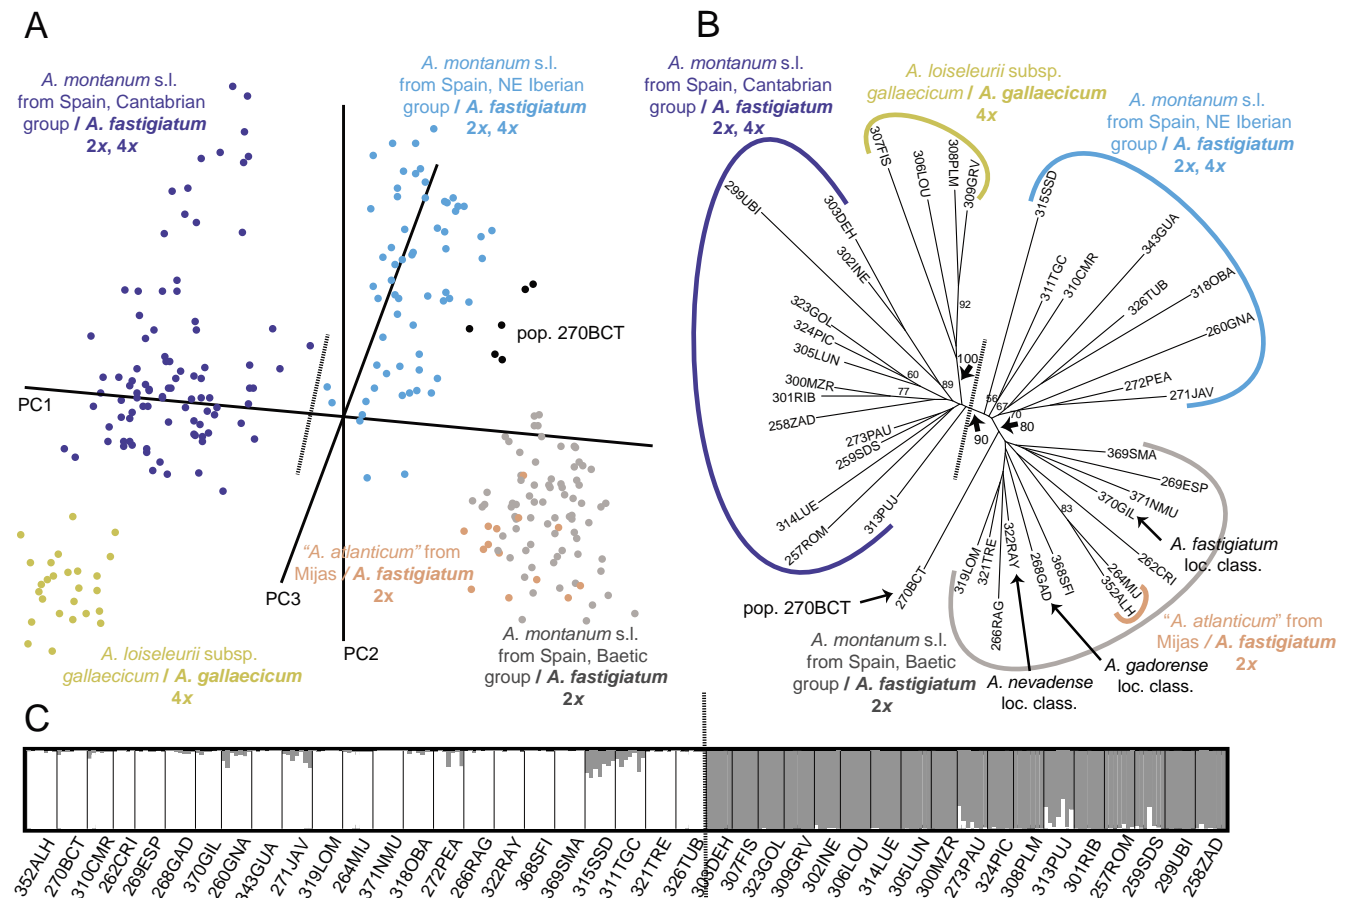 A
A. montanum s.l.
from Spain, Cantabrian
group / A. fastigiatum
2x, 4x
A. montanum s.l.
from Spain, NE Iberian
group / A. fastigiatum
2x, 4x
pop. 270BCT
PC1
PC3
PC2
"A. atlanticum" from
Mijas / A. fastigiatum
2x
A. loiseleurii subsp.
gallaecicum / A. gallaecicum
4x
A. montanum s.l.
from Spain, Baetic
group / A. fastigiatum
2x
B
A. montanum s.l.
from Spain, Cantabrian
group / A. fastigiatum
2x, 4x
A. loiseleurii subsp.
gallaecicum / A. gallaecicum
4x
A. montanum s.l.
from Spain, NE Iberian
group / A. fastigiatum
2x, 4x
299UBI
303DEH
302INE
307FIS
306LOU
308PLM
309GRV
315SSD
311TGC
310CMR
343GUA
326TUB
318OBA
260GNA
272PEA
271JAV
323GOL
324PIC
305LUN
300MZR
301RIB
258ZAD
273PAU
259SDS
314LUE
257ROM
313PUJ
92
100
60
89
77
56
67
70
80
90
83
369SMA
269ESP
371NMU
370GIL
262CRI
264MIJ
352ALH
368SFI
268GAD
322RAY
266RAG
321TRE
319LOM
270BCT
pop. 270BCT
A. fastigiatum
loc. class.
"A. atlanticum" from
Mijas / A. fastigiatum
2x
A. gadorense
loc. class.
A. nevadense
loc. class.
A. montanum s.l.
from Spain, Baetic
group / A. fastigiatum
2x
C
352ALH
270BCT
310CMR
262CRI
269ESP
268GAD
370GIL
260GNA
343GUA
271JAV
319LOM
264MIJ
371NMU
318OBA
272PEA
266RAG
322RAY
368SFI
369SMA
315SSD
311TGC
321TRE
326TUB
303DEH
307FIS
323GOL
309GRV
302INE
306LOU
314LUE
305LUN
300MZR
273PAU
324PIC
308PLM
313PUJ
301RIB
257ROM
259SDS
299UBI
258ZAD